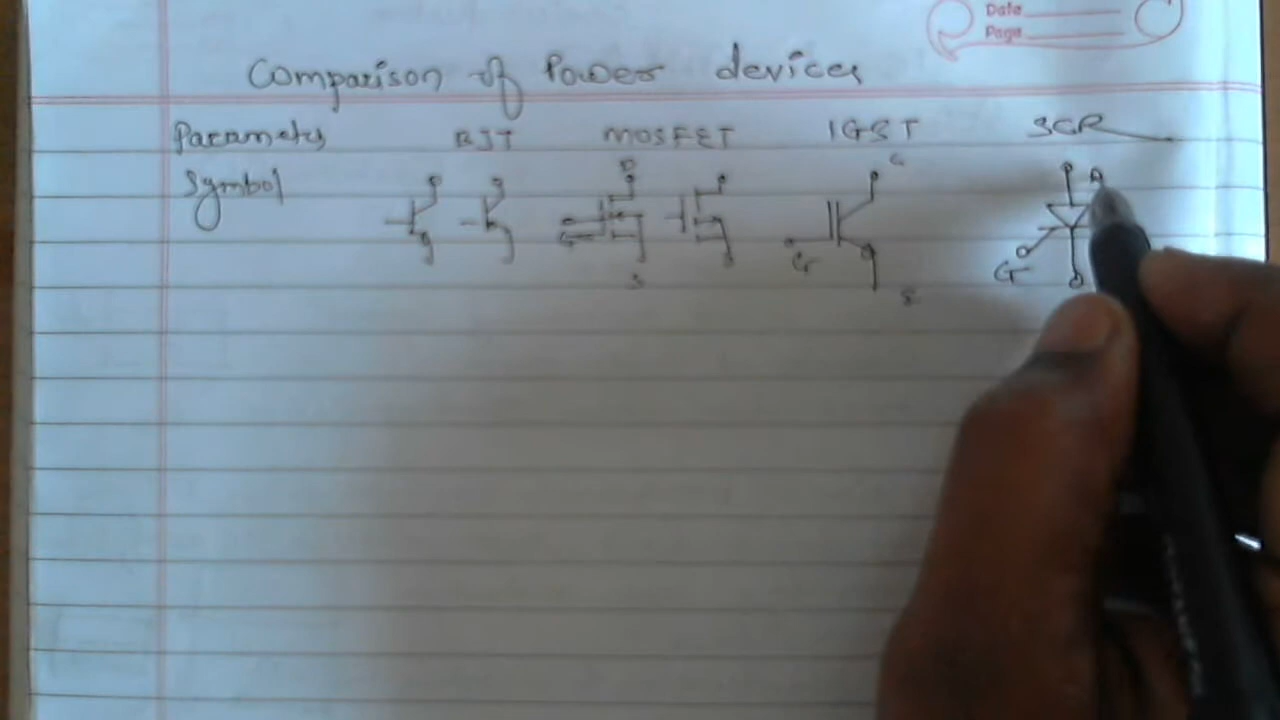 Date
Page
Comparison of Power devices
Parameters BJT MOSFET IGBT SCR
Symbol
D
S
G
C
E
G
A